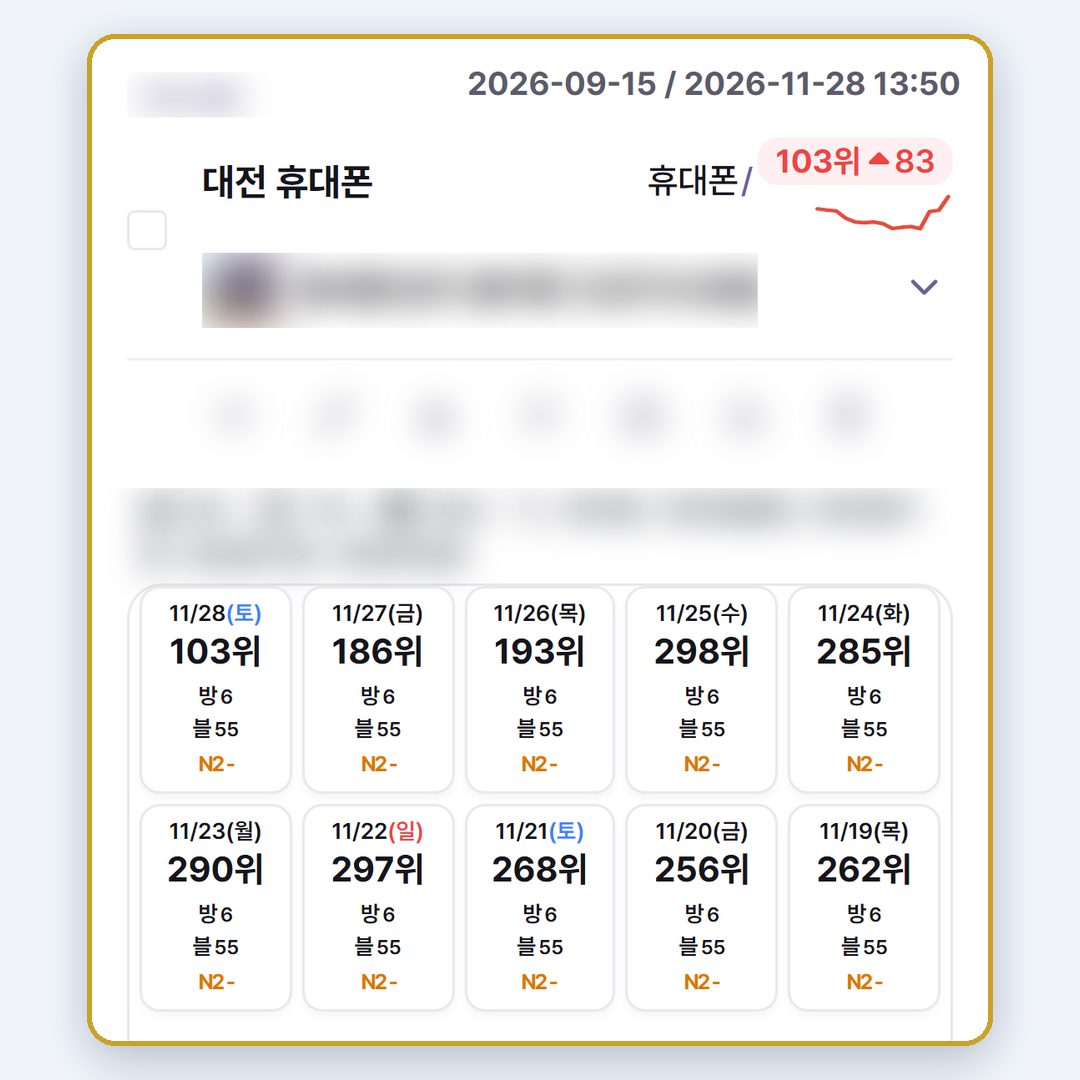 2026-09-15 / 2026-11-28 13:50
대전 휴대폰
휴대폰/
103위 ▲ 83
11/28(토) 11/27(금) 11/26(목) 11/25(수) 11/24(화)
103위 186위 193위 298위 285위
방6 방6 방6 방6 방6
블55 블55 블55 블55 블55
N2- N2- N2- N2- N2-
11/23(월) 11/22(일) 11/21(토) 11/20(금) 11/19(목)
290위 297위 268위 256위 262위
방6 방6 방6 방6 방6
블55 블55 블55 블55 블55
N2- N2- N2- N2- N2-